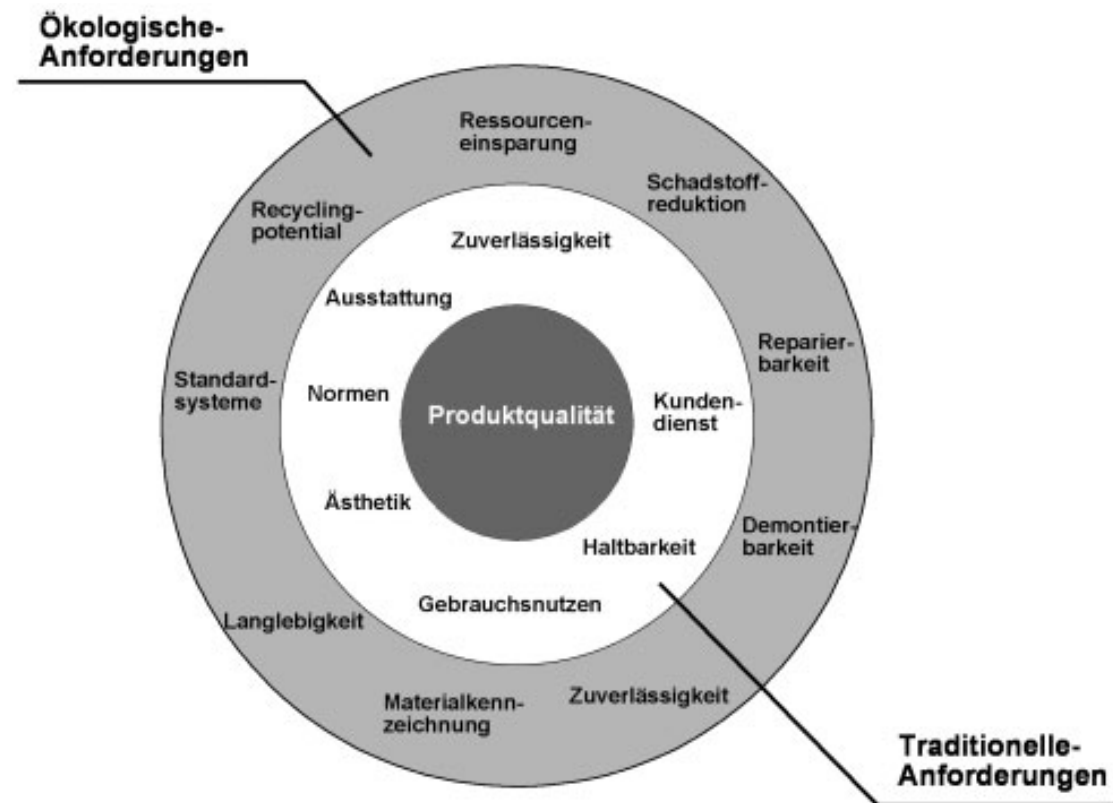 Ökologische-
Anforderungen
Ressourcen-
einsparung
Schadstoff-
reduktion
Recycling-
potential
Zuverlässigkeit
Ausstattung
Reparier-
barkeit
Standard-
systeme
Normen
Produktqualität
Kunden-
dienst
Ästhetik
Demontier-
barkeit
Haltbarkeit
Gebrauchsnutzen
Langlebigkeit
Materialkenn-
zeichnung
Zuverlässigkeit
Traditionelle-
Anforderungen